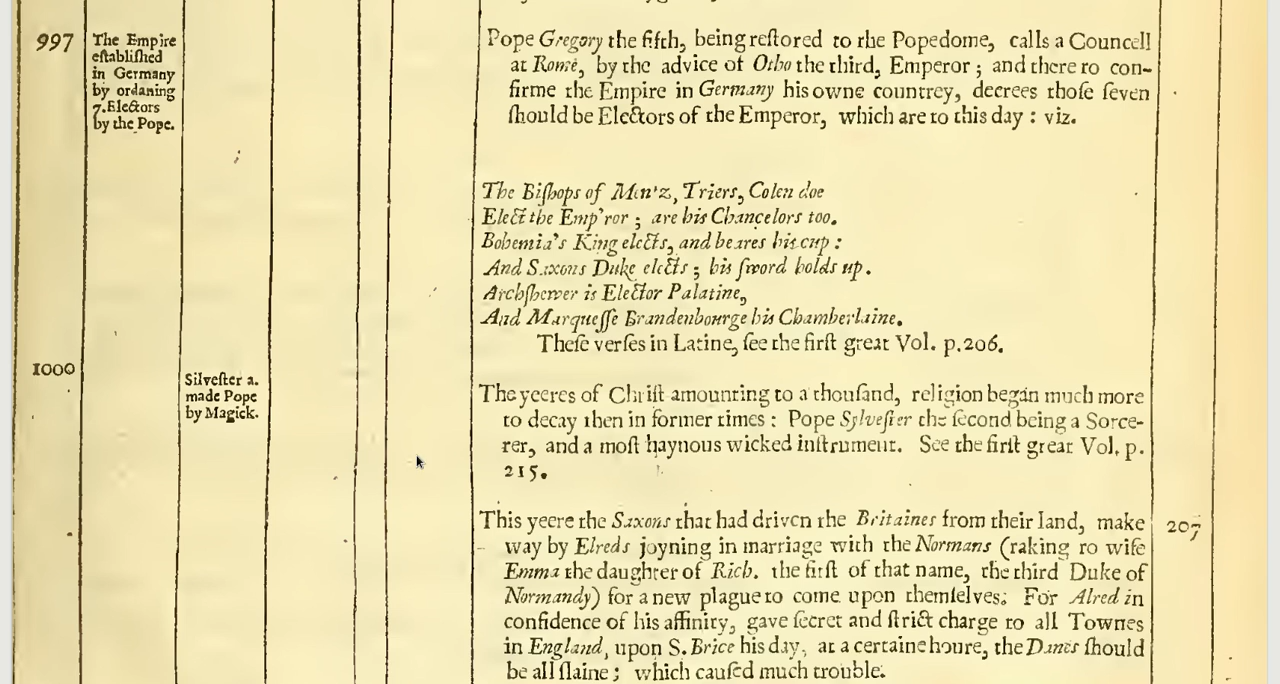 997
The Empire
eſtabliſhed
in Germany
by ordaning
7.Electors
by the Pope.
Pope Gregory the fifth, being reſtored to the Popedome, calls a Councell
at Rome, by the advice of Otho the third, Emperor ; and there to con-
firme the Empire in Germany his owne countrey, decrees thoſe ſeven
ſhould be Electors of the Emperor, which are to this day : viz.
The Biſhops of Men'z, Triers, Colen doe
Elect the Emp'ror ; are his Chancelors too.
Bohemia's King elects, and beares his cup :
And Saxons Duke elects ; his ſword holds up.
Archſhewer is Elector Palatine,
And Marqueſſe Brandenbourge his Chamberlaine.
Theſe verſes in Latine, ſee the firſt great Vol. p.206.
1000
Silveſter 2.
made Pope
by Magick.
The yeeres of Chriſt amounting to a thouſand, religion began much more
to decay then in former times : Pope Sylveſter the ſecond being a Sorce-
rer, and a moſt haynous wicked inſtrument. See the firſt great Vol. p.
215.
This yeere the Saxons that had driven the Britaines from their land, make
way by Elreds joyning in marriage with the Normans (taking to wife
Emma the daughter of Rich. the firſt of that name, the third Duke of
Normandy) for a new plague to come upon themſelves. For Alred in
confidence of his affinity, gave ſecret and ſtrict charge to all Townes
in England, upon S. Brice his day, at a certaine houre, the Danes ſhould
be all ſlaine ; which cauſed much trouble.
207